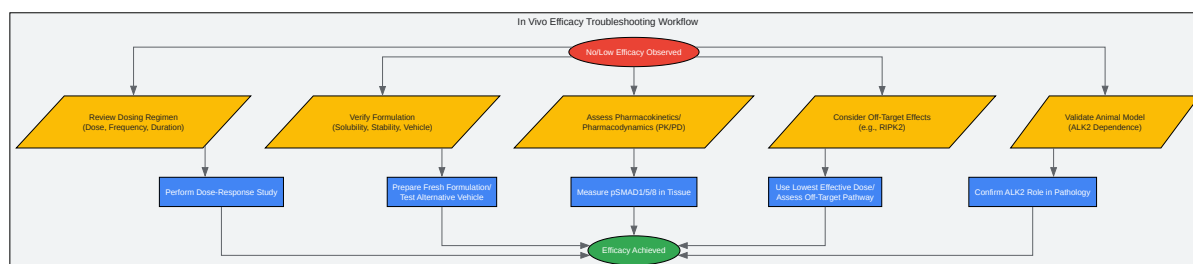 In Vivo Efficacy Troubleshooting Workflow
No/Low Efficacy Observed
Review Dosing Regimen
(Dose, Frequency, Duration)
Verify Formulation
(Solubility, Stability, Vehicle)
Assess Pharmacokinetics/
Pharmacodynamics (PK/PD)
Consider Off-Target Effects
(e.g., RIPK2)
Validate Animal Model
(ALK2 Dependence)
Perform Dose-Response Study
Prepare Fresh Formulation/
Test Alternative Vehicle
Measure pSMAD1/5/8 in Tissue
Use Lowest Effective Dose/
Assess Off-Target Pathway
Confirm ALK2 Role in Pathology
Efficacy Achieved